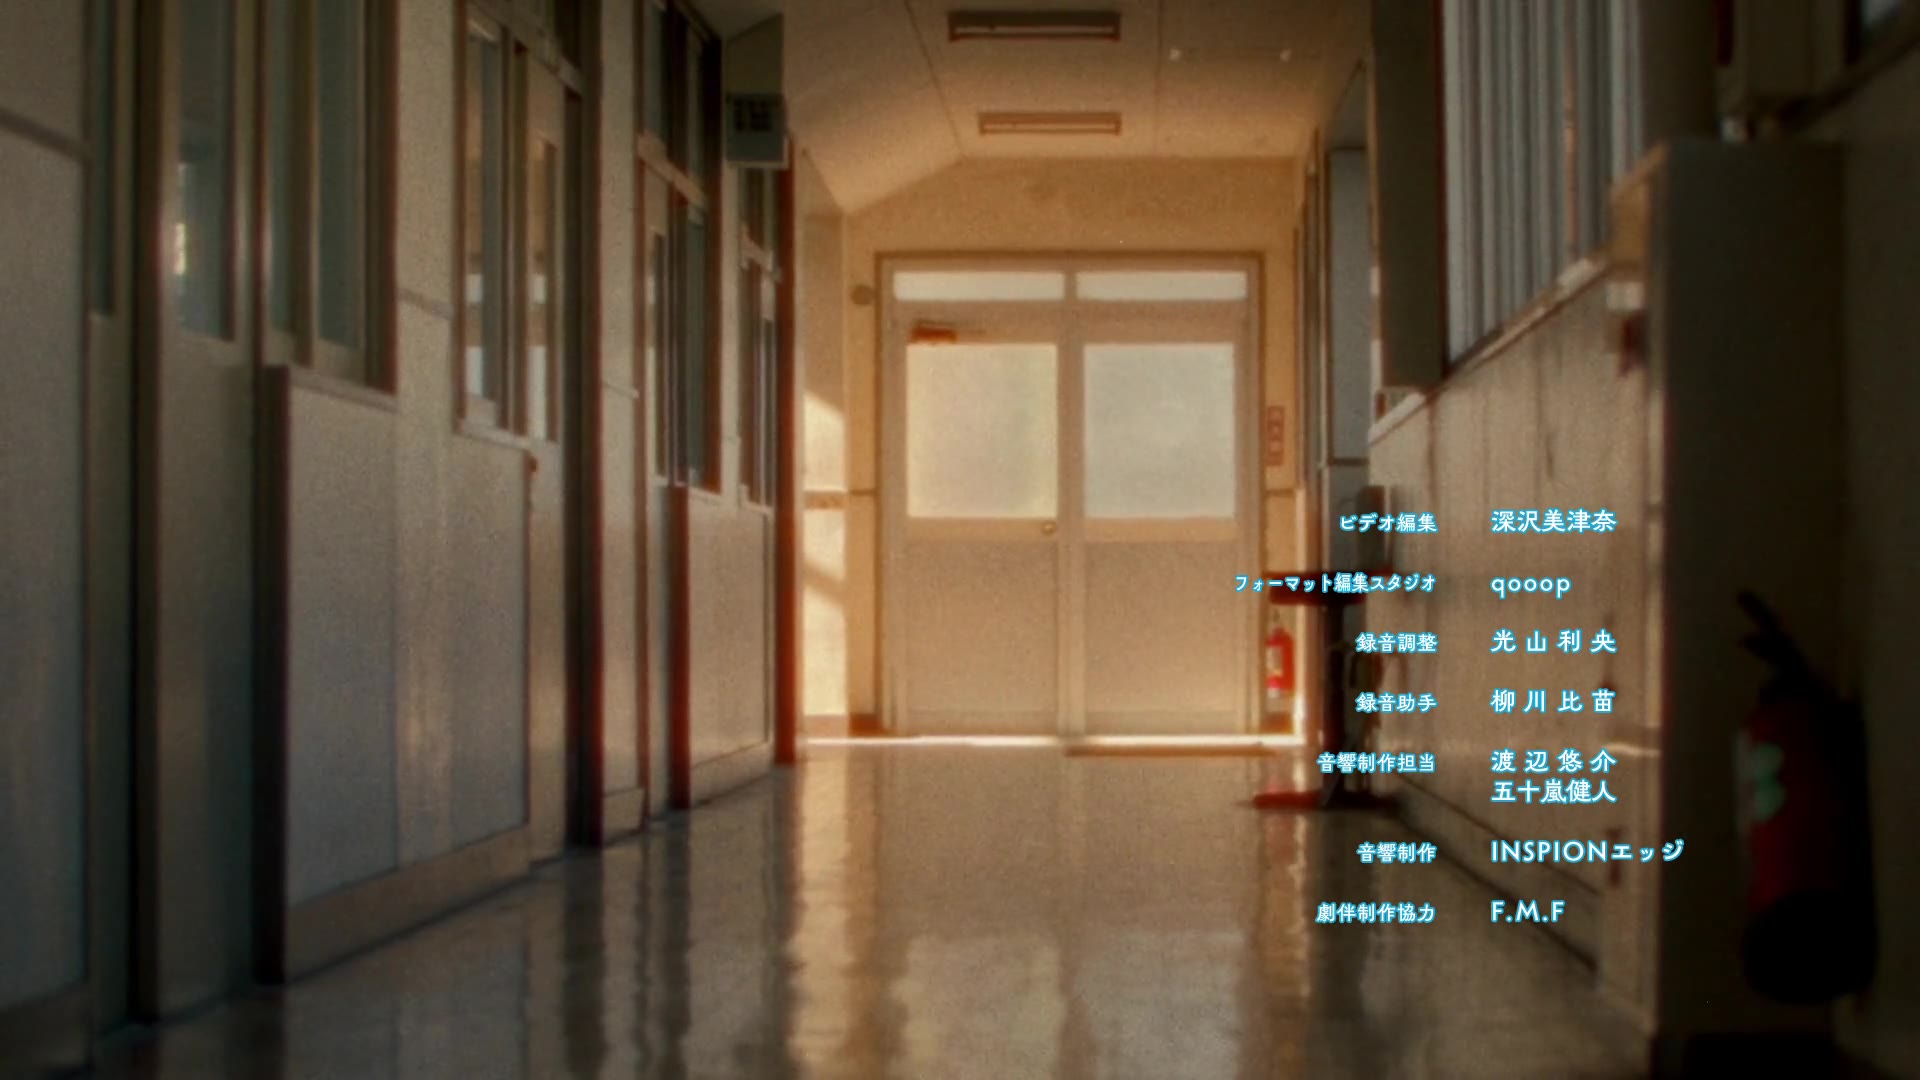 ビデオ編集 深沢美津奈
フォーマット編集スタジオ qooop
録音調整 光山利央
録音助手 柳川比苗
音響制作担当 渡辺悠介
五十嵐健人
音響制作 INSPIONエッジ
劇伴制作協力 F.M.F